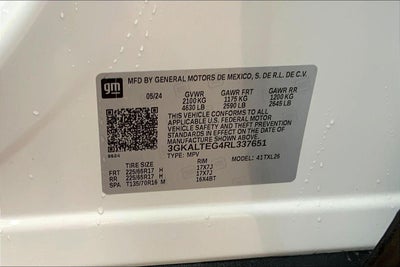 gm
MFD BY GENERAL MOTORS DE MEXICO, S. DE R.L. DE C.V.
05/24 GVWR GAWR FRT GAWR RR
2100 KG 1175 KG 1200 KG
4630 LB 2590 LB 2645 LB
THIS VEHICLE CONFORMS TO ALL
APPLICABLE U.S. FEDERAL MOTOR
VEHICLE SAFETY AND THEFT PREVENTION
STANDARDS IN EFFECT ON THE DATE OF
MANUFACTURE SHOWN ABOVE.
3GKALTEG4RL337651
TYPE: MPV MODEL: 41TXL26
TIRE SIZE RIM
FRT 225/65R17 H 17X7J
RR 225/65R17 H 17X7J
SPA T135/70R16 M 16X4BT